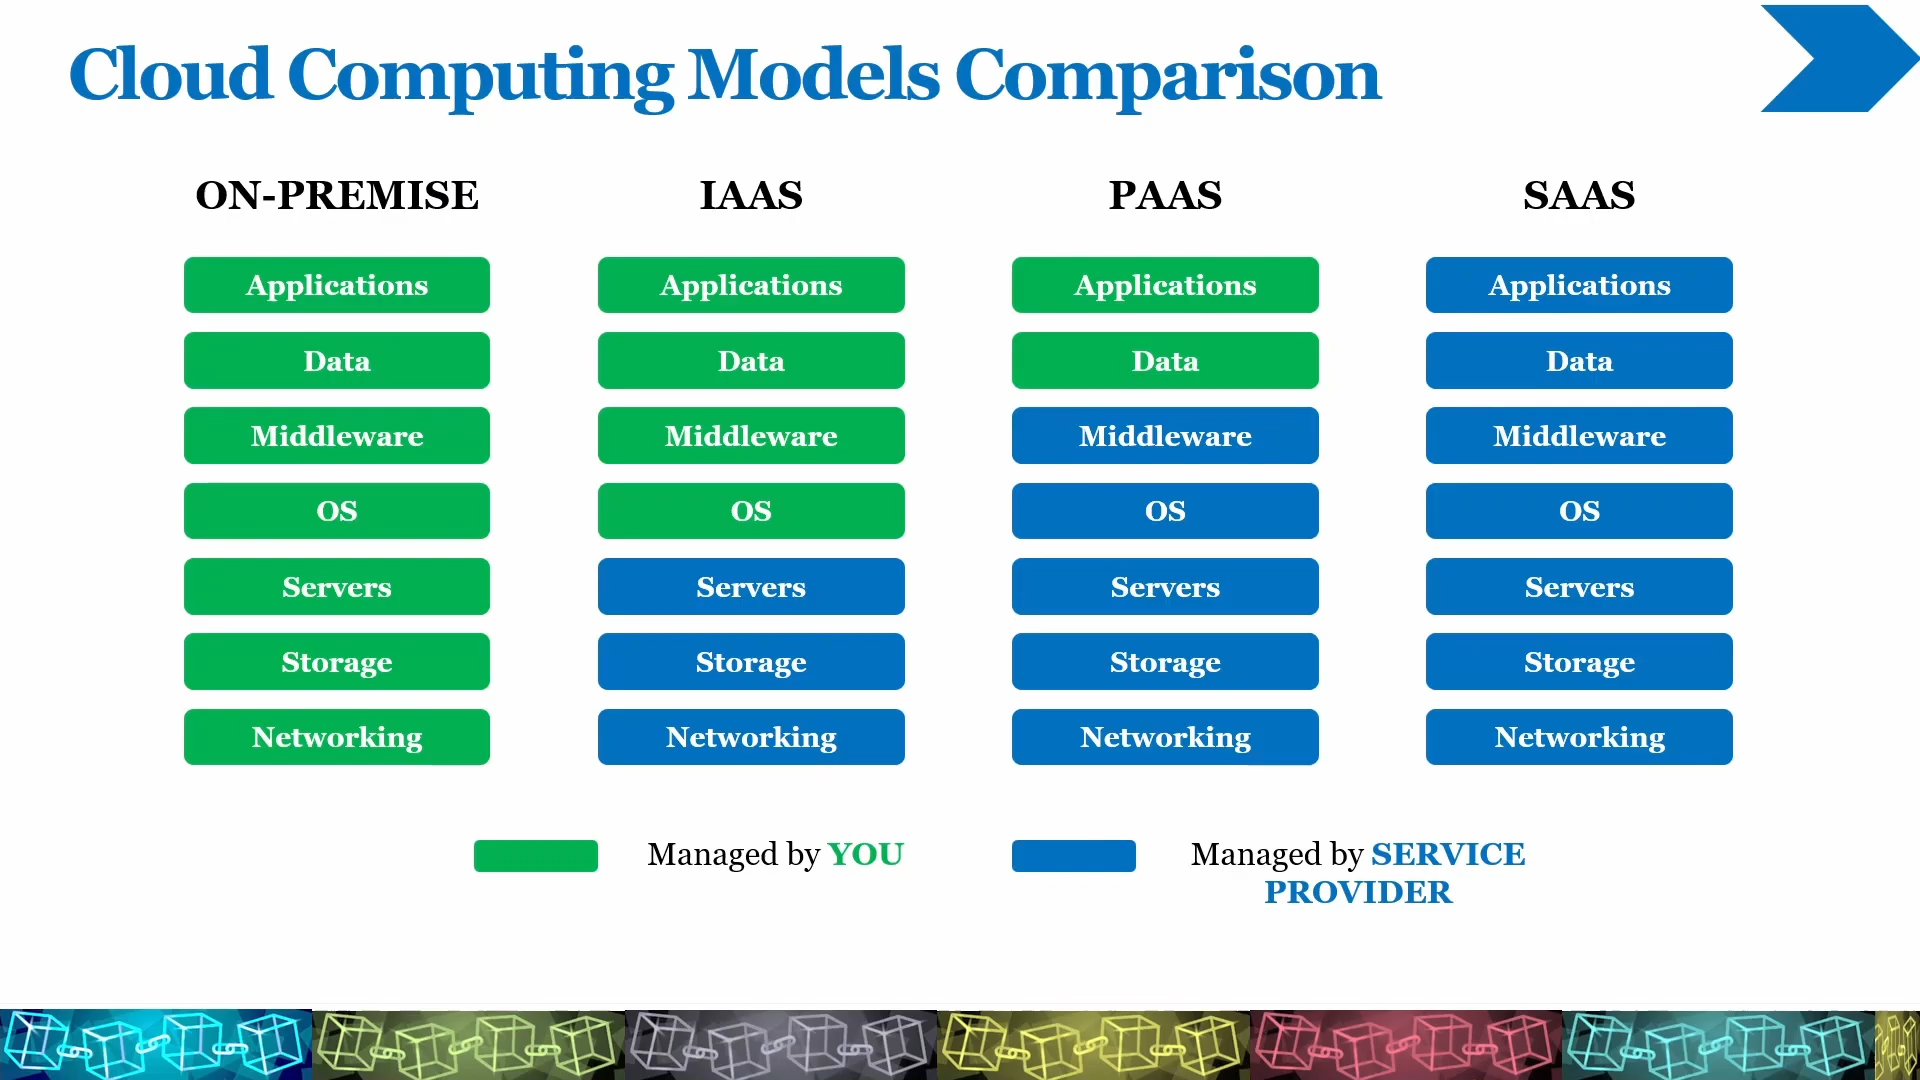 Cloud Computing Models Comparison
ON-PREMISE
IAAS
PAAS
SAAS
Applications
Applications
Applications
Applications
Data
Data
Data
Data
Middleware
Middleware
Middleware
Middleware
OS
OS
OS
OS
Servers
Servers
Servers
Servers
Storage
Storage
Storage
Storage
Networking
Networking
Networking
Networking
Managed by YOU
Managed by SERVICE
PROVIDER